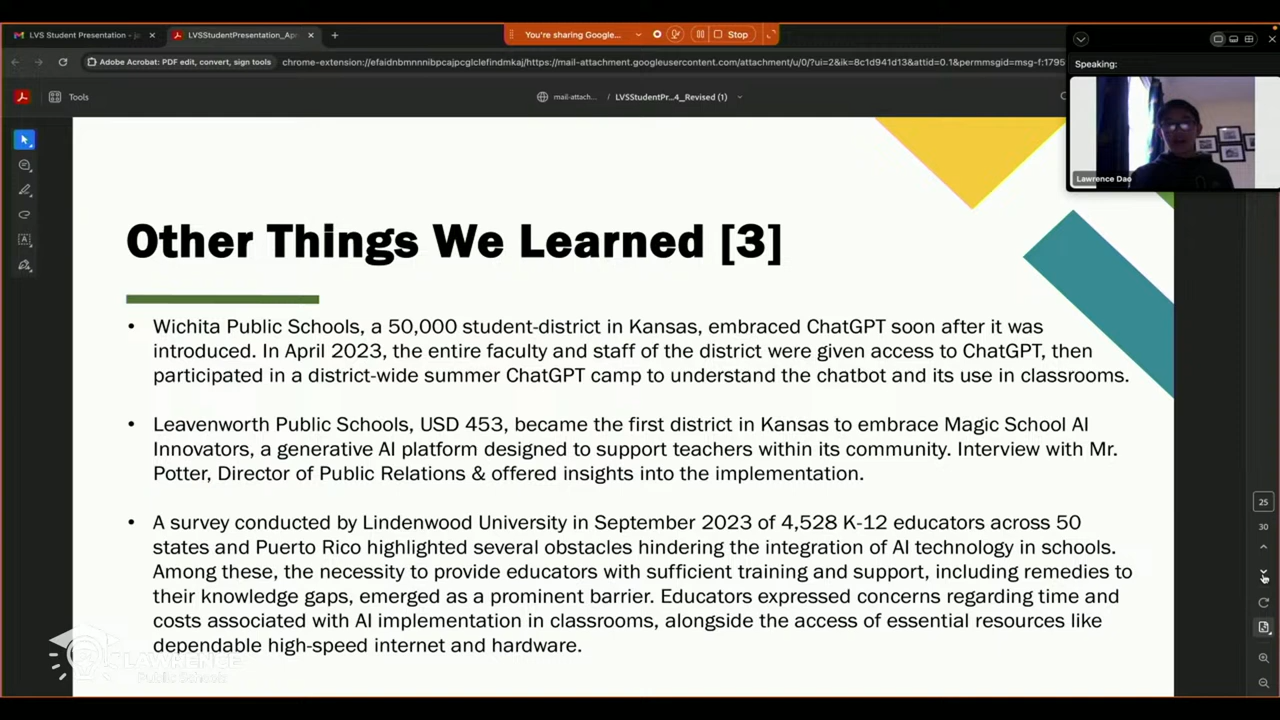 LVS Student Presentation - j
LVSStudentPresentation_Apr
You're sharing Google...
Stop
Adobe Acrobat: PDF edit, convert, sign tools
chrome-extension://efaidnbmnnnibpcajpcglclefindmkaj/https://mail-attachment.googleusercontent.com/attachment/u/0/?ui=2&ik=8c1d941d13&attid=0.1&permmsgid=msg-f:1795
Speaking:
Tools
mail-attach...
LVSStudentPr...4_Revised (1)
Lawrence Dao
Other Things We Learned [3]
• Wichita Public Schools, a 50,000 student-district in Kansas, embraced ChatGPT soon after it was
introduced. In April 2023, the entire faculty and staff of the district were given access to ChatGPT, then
participated in a district-wide summer ChatGPT camp to understand the chatbot and its use in classrooms.
• Leavenworth Public Schools, USD 453, became the first district in Kansas to embrace Magic School AI
Innovators, a generative AI platform designed to support teachers within its community. Interview with Mr.
Potter, Director of Public Relations & offered insights into the implementation.
• A survey conducted by Lindenwood University in September 2023 of 4,528 K-12 educators across 50
states and Puerto Rico highlighted several obstacles hindering the integration of AI technology in schools.
Among these, the necessity to provide educators with sufficient training and support, including remedies to
their knowledge gaps, emerged as a prominent barrier. Educators expressed concerns regarding time and
costs associated with AI implementation in classrooms, alongside the access of essential resources like
dependable high-speed internet and hardware.
25
30
LAWRENCE
Public Schools